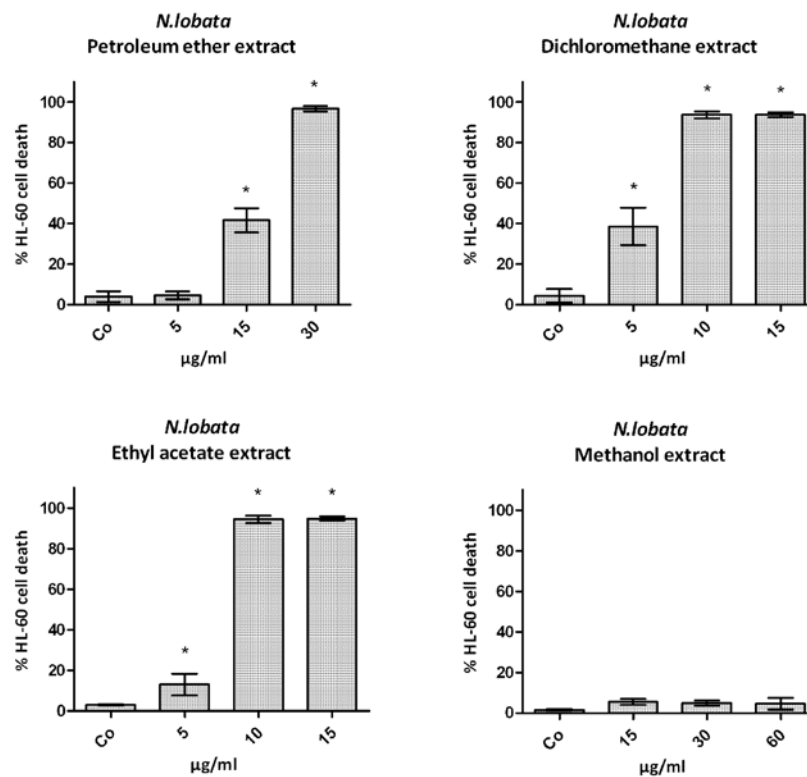 N.lobata
Petroleum ether extract
% HL-60 cell death
100
80
60
40
20
0
*
*
Co
5
15
30
µg/ml
N.lobata
Dichloromethane extract
% HL-60 cell death
100
80
60
40
20
0
*
*
*
Co
5
10
15
µg/ml
N.lobata
Ethyl acetate extract
% HL-60 cell death
100
80
60
40
20
0
*
*
*
Co
5
10
15
µg/ml
N.lobata
Methanol extract
% HL-60 cell death
100
80
60
40
20
0
Co
15
30
60
µg/ml